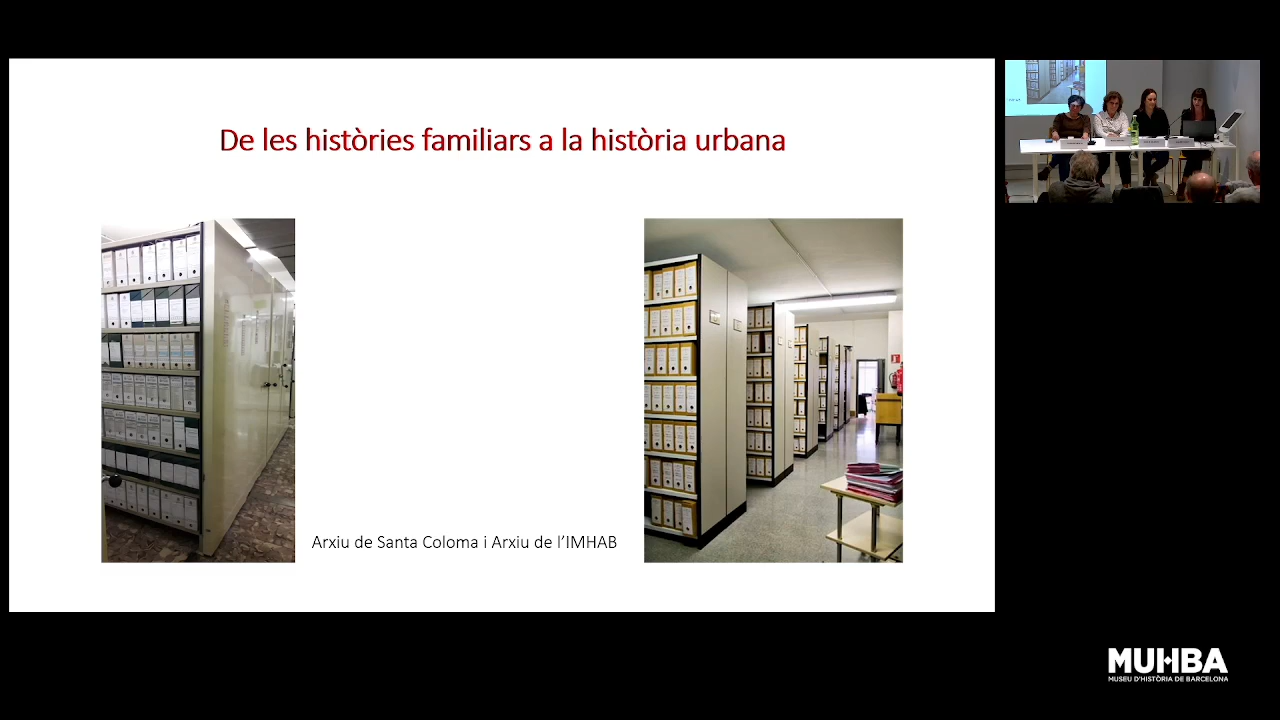 De les històries familiars a la història urbana
Arxiu de Santa Coloma i Arxiu de l'IMHAB
MUHBA
MUSEU D'HISTÒRIA DE BARCELONA